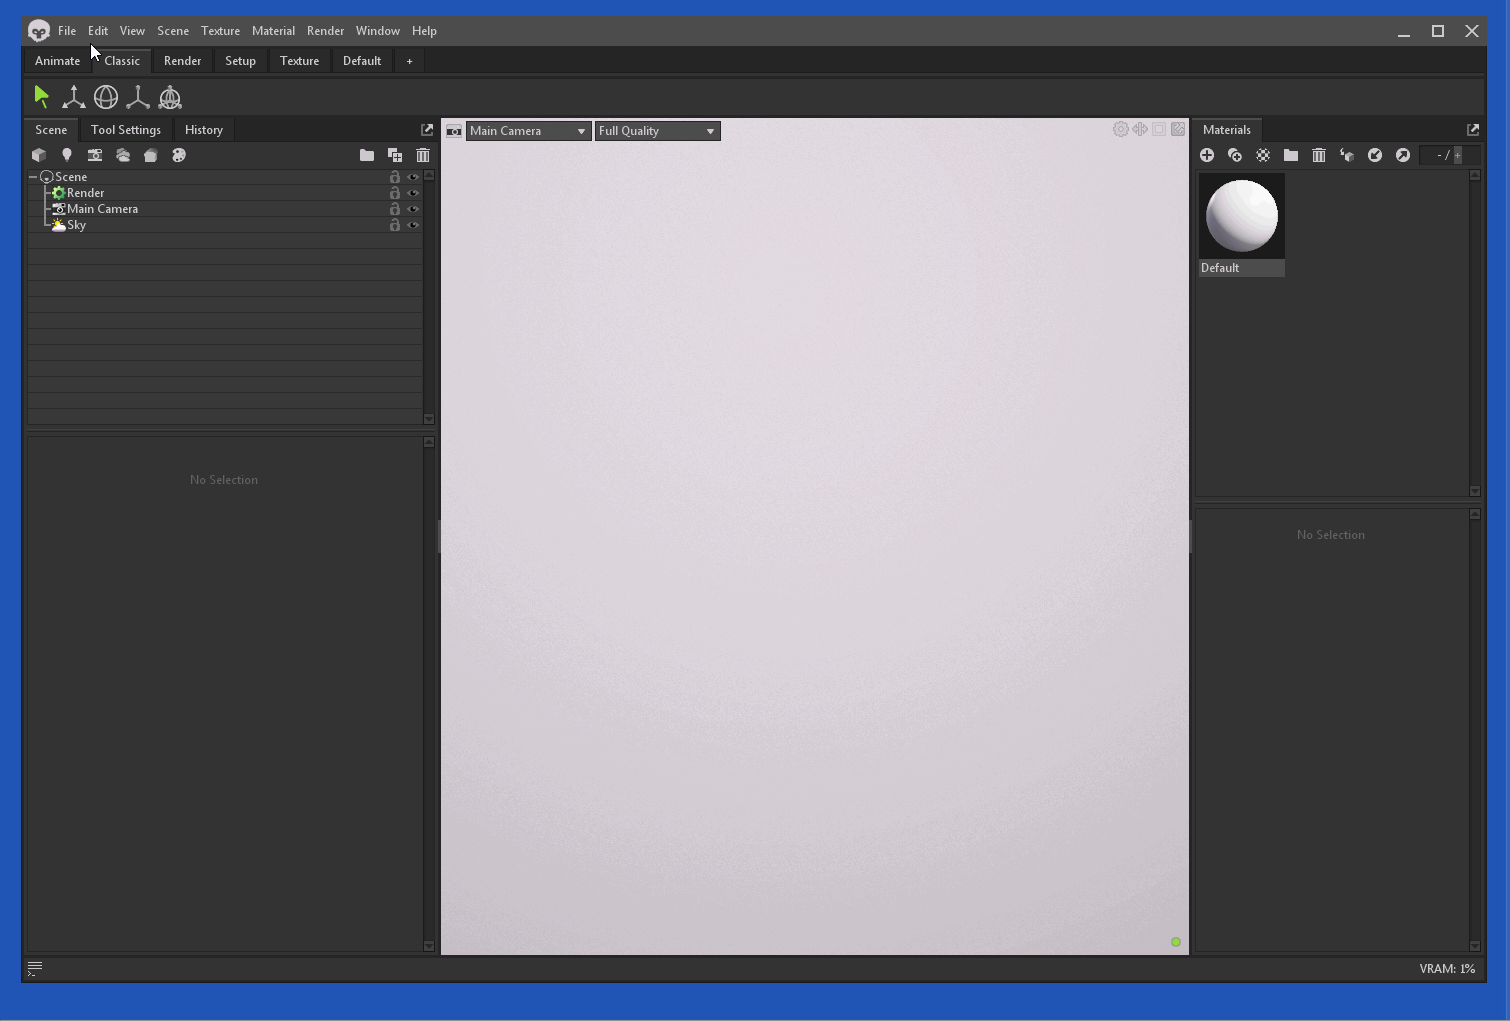 File Edit View Scene Texture Material Render Window Help
Animate Classic Render Setup Texture Default +
Scene Tool Settings History
Main Camera Full Quality
Materials
- / +
Scene
Render
Main Camera
Sky
Default
No Selection
No Selection
VRAM: 1%